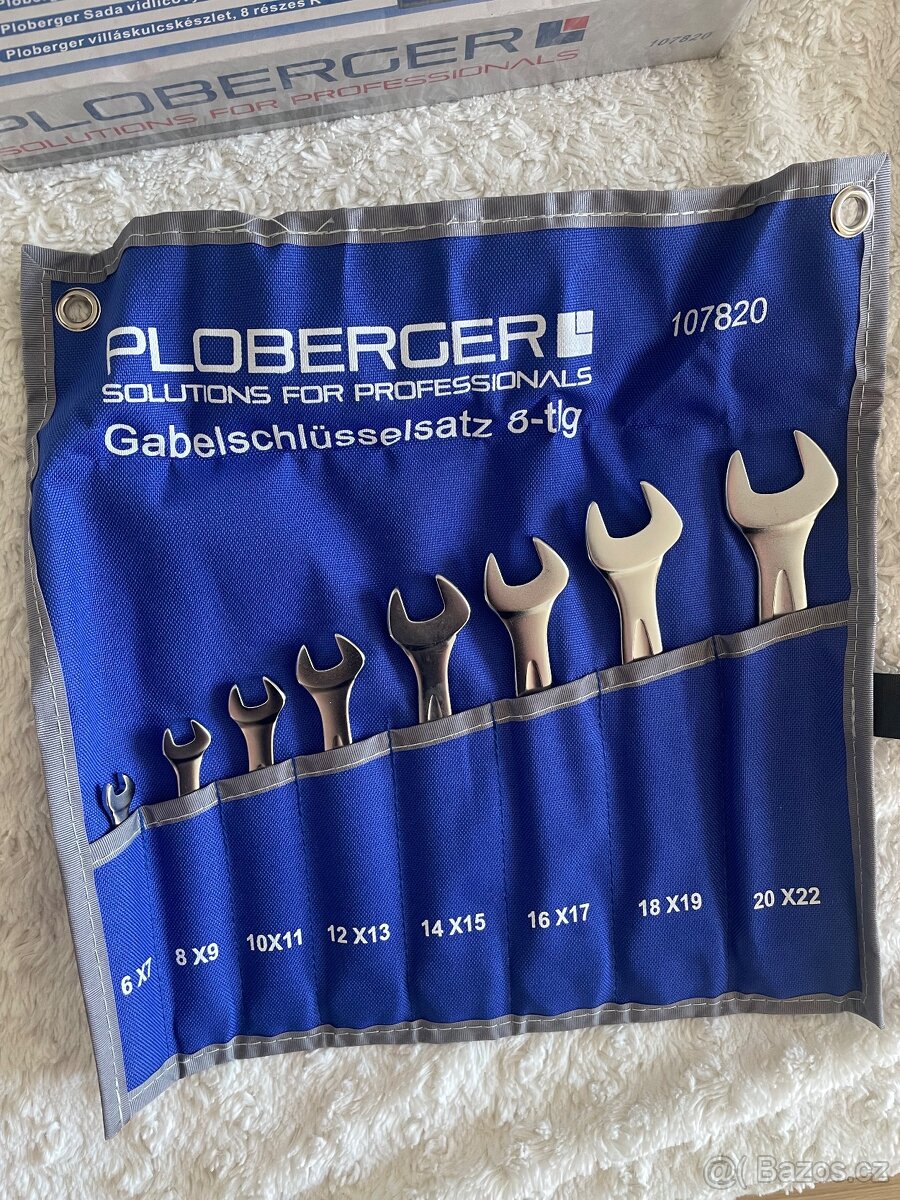 Ploberger Sada vidlicov
Ploberger villáskulcskészlet, 8 részes K
PLOBERGER
107820
SOLUTIONS FOR PROFESSIONALS
PLOBERGER
107820
SOLUTIONS FOR PROFESSIONALS
Gabelschlüsselsatz 8-tlg
6 X7
8 X9
10X11
12 X13
14 X15
16 X17
18 X19
20 X22
@ Bazos.cz